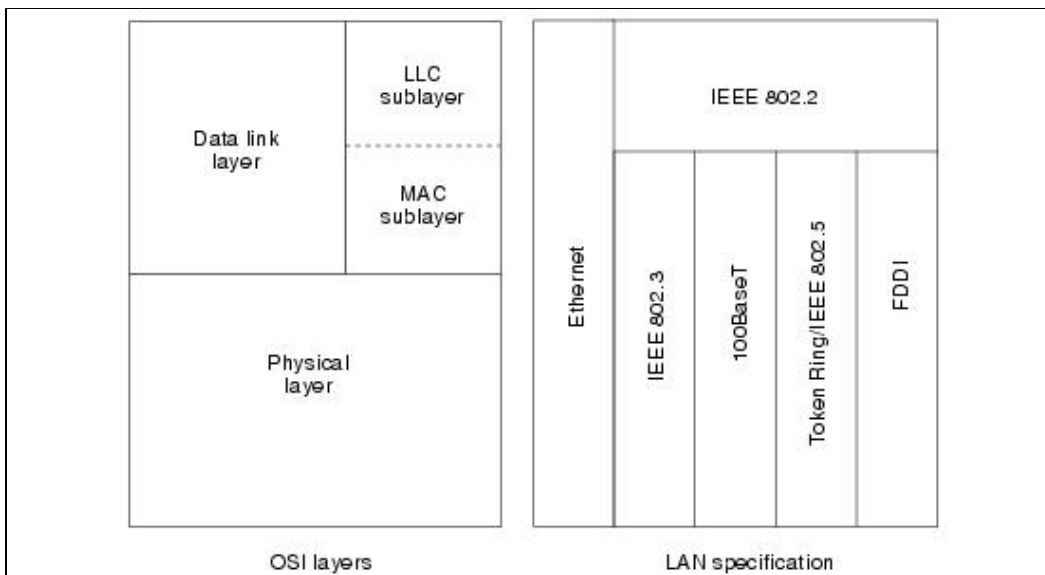 Data link
layer
LLC
sublayer
MAC
sublayer
Physical
layer
OSI layers
Ethernet
IEEE 802.2
IEEE 802.3
100BaseT
Token Ring/IEEE 802.5
FDDI
LAN specification